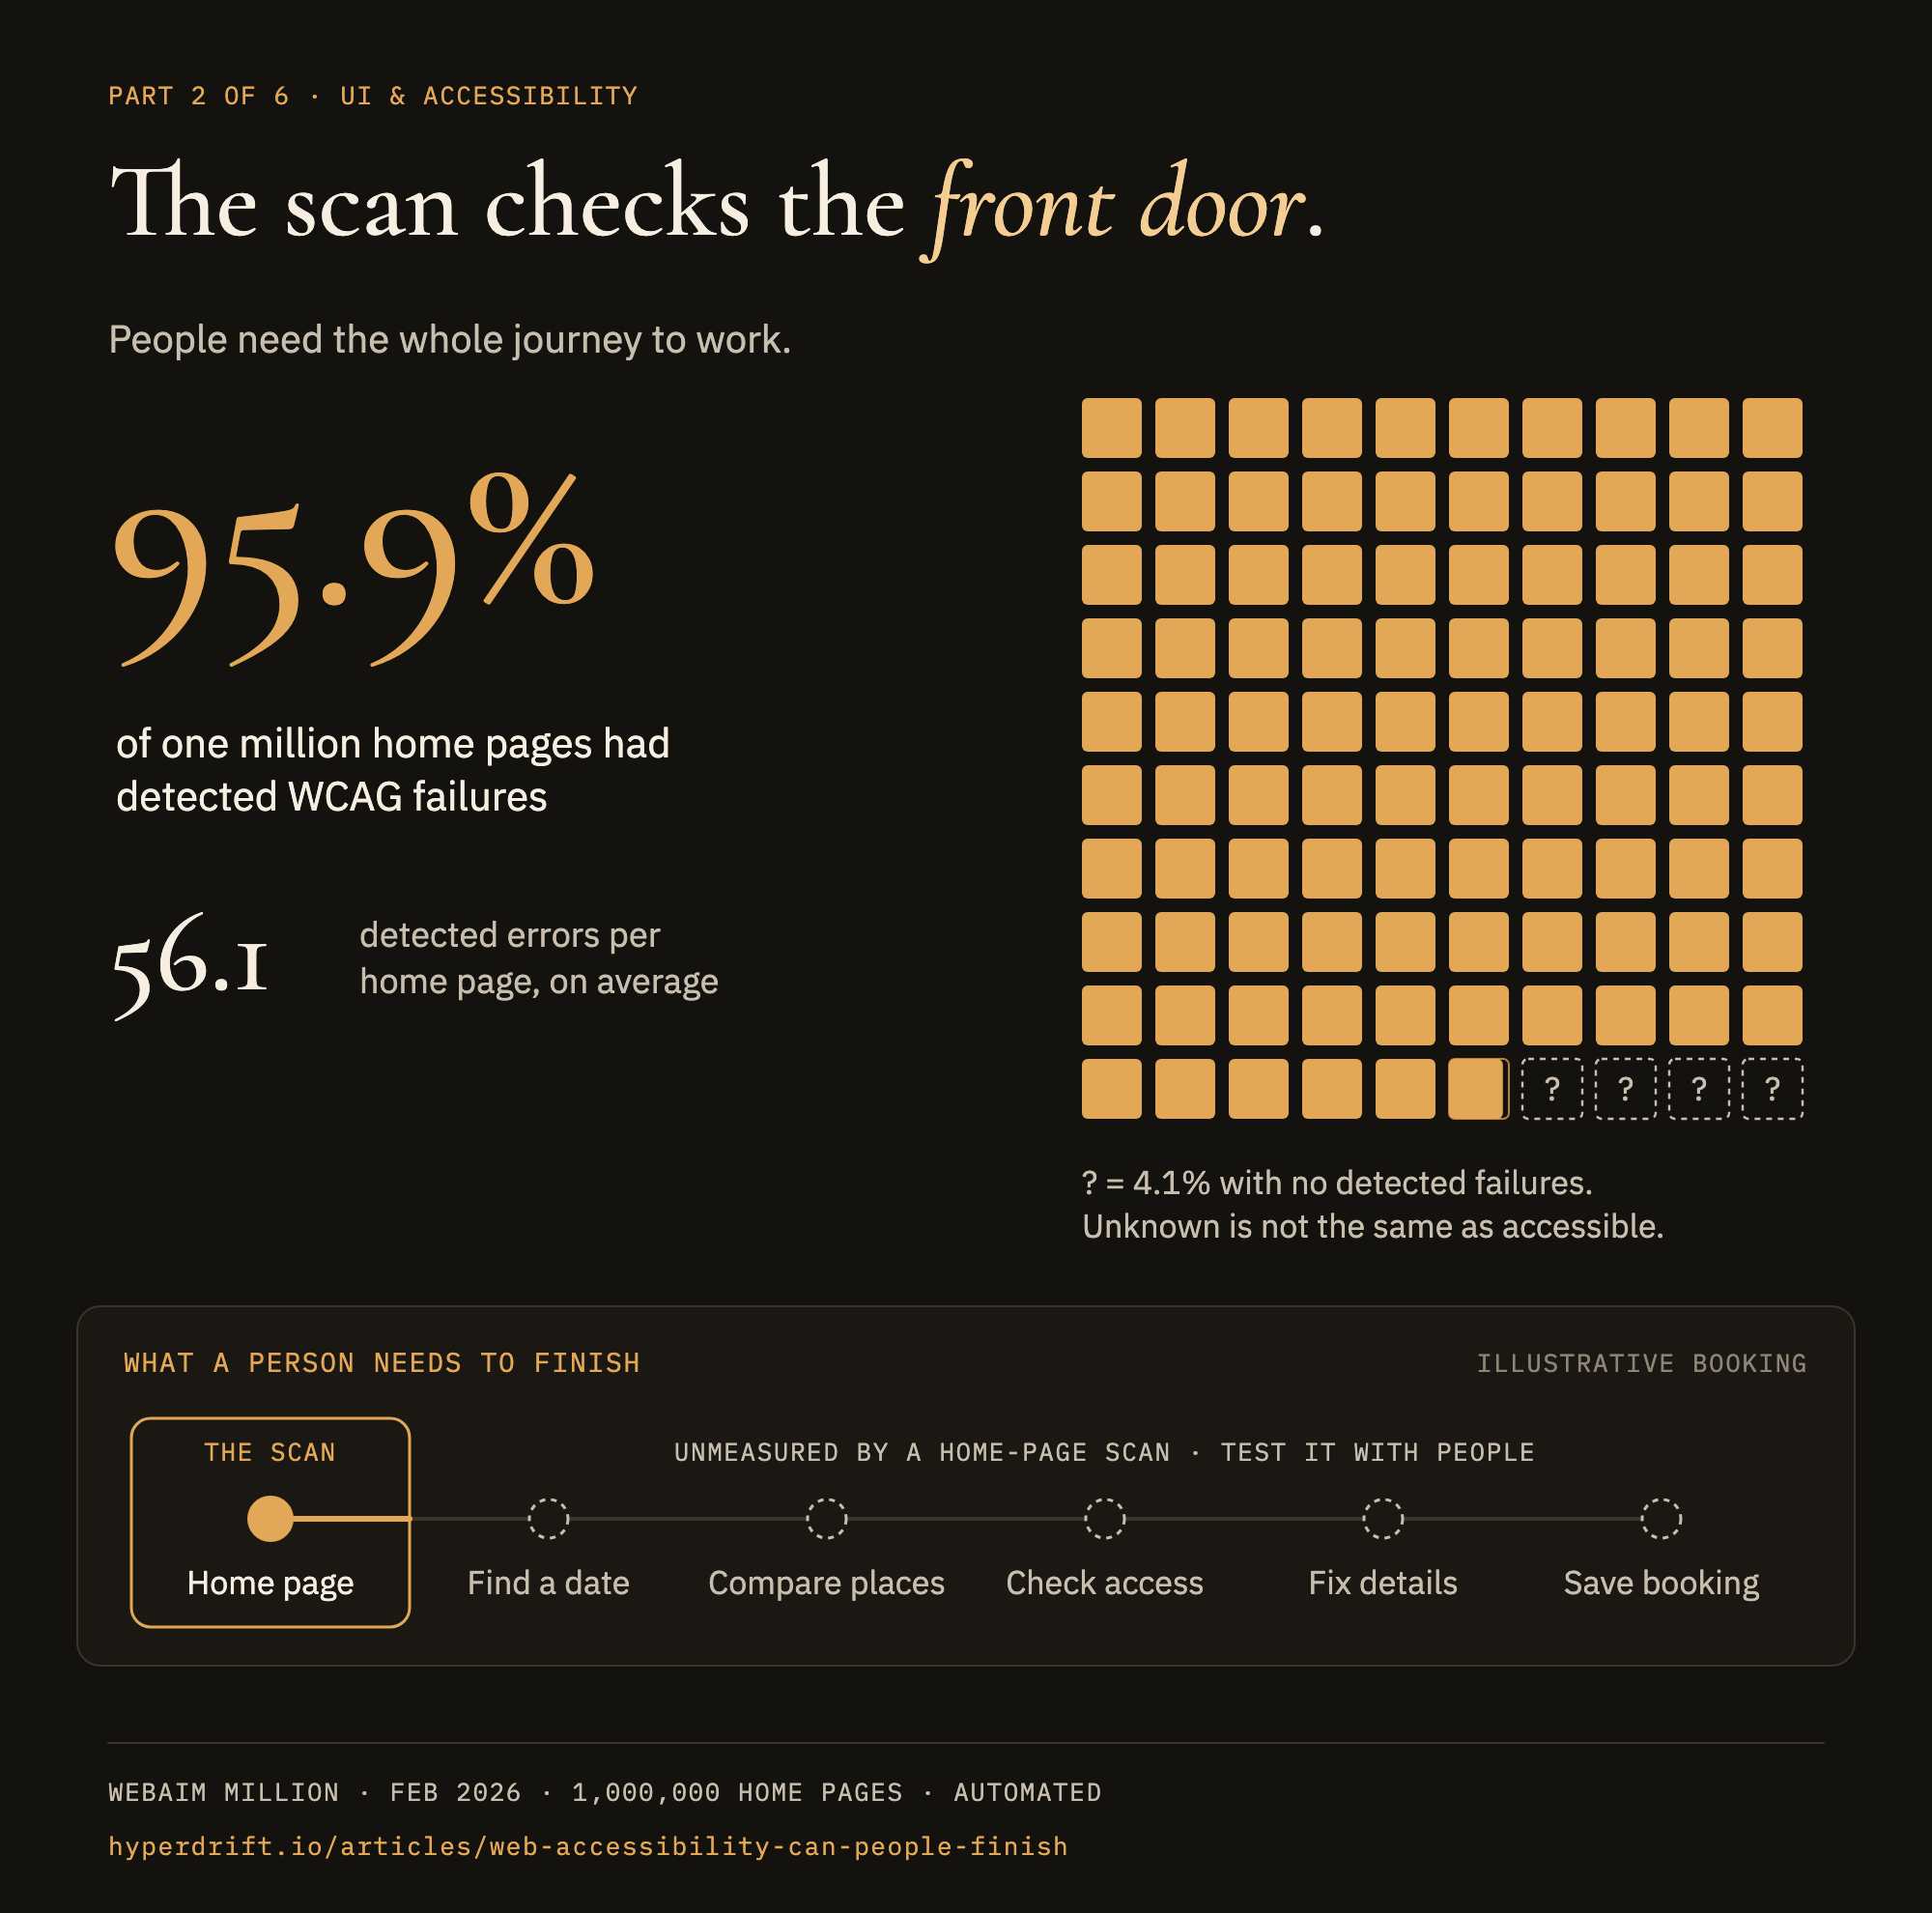 PART 2 OF 6 · UI & ACCESSIBILITY
The scan checks the front door.
People need the whole journey to work.
95.9%
of one million home pages had
detected WCAG failures
56.1
detected errors per
home page, on average
? ? ? ?
? = 4.1% with no detected failures.
Unknown is not the same as accessible.
WHAT A PERSON NEEDS TO FINISH
ILLUSTRATIVE BOOKING
THE SCAN
UNMEASURED BY A HOME-PAGE SCAN · TEST IT WITH PEOPLE
Home page
Find a date
Compare places
Check access
Fix details
Save booking
WEBAIM MILLION · FEB 2026 · 1,000,000 HOME PAGES · AUTOMATED
hyperdrift.io/articles/web-accessibility-can-people-finish